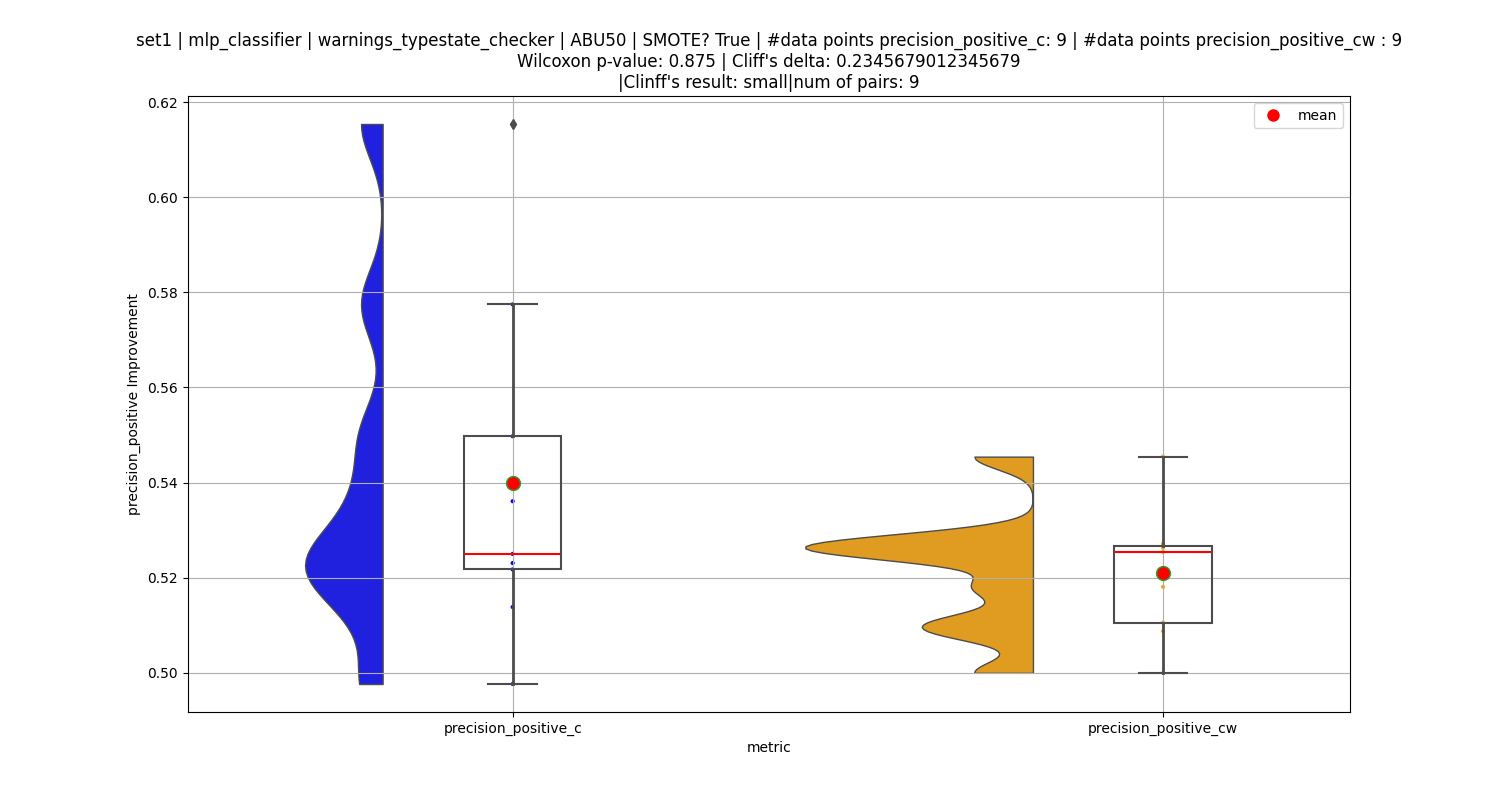 set1 | mlp_classifier | warnings_typestate_checker | ABU50 | SMOTE? True | #data points precision_positive_c: 9 | #data points precision_positive_cw : 9
Wilcoxon p-value: 0.875 | Cliff's delta: 0.2345679012345679
|Clinff's result: small|num of pairs: 9
mean
precision_positive Improvement
0.62
0.60
0.58
0.56
0.54
0.52
0.50
precision_positive_c
precision_positive_cw
metric